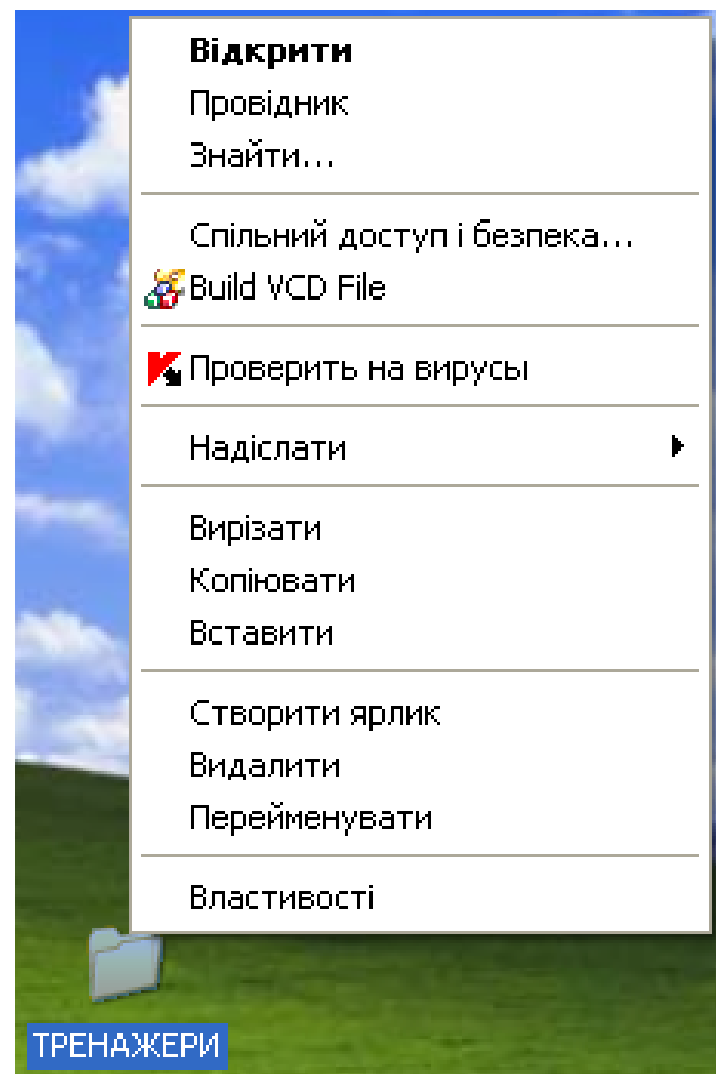 Відкрити
Провідник
Знайти...
Спільний доступ і безпека...
Build VCD File
Проверить на вирусы
Надіслати
Вирізати
Копіювати
Вставити
Створити ярлик
Видалити
Перейменувати
Властивості
ТРЕНАЖЕРИ